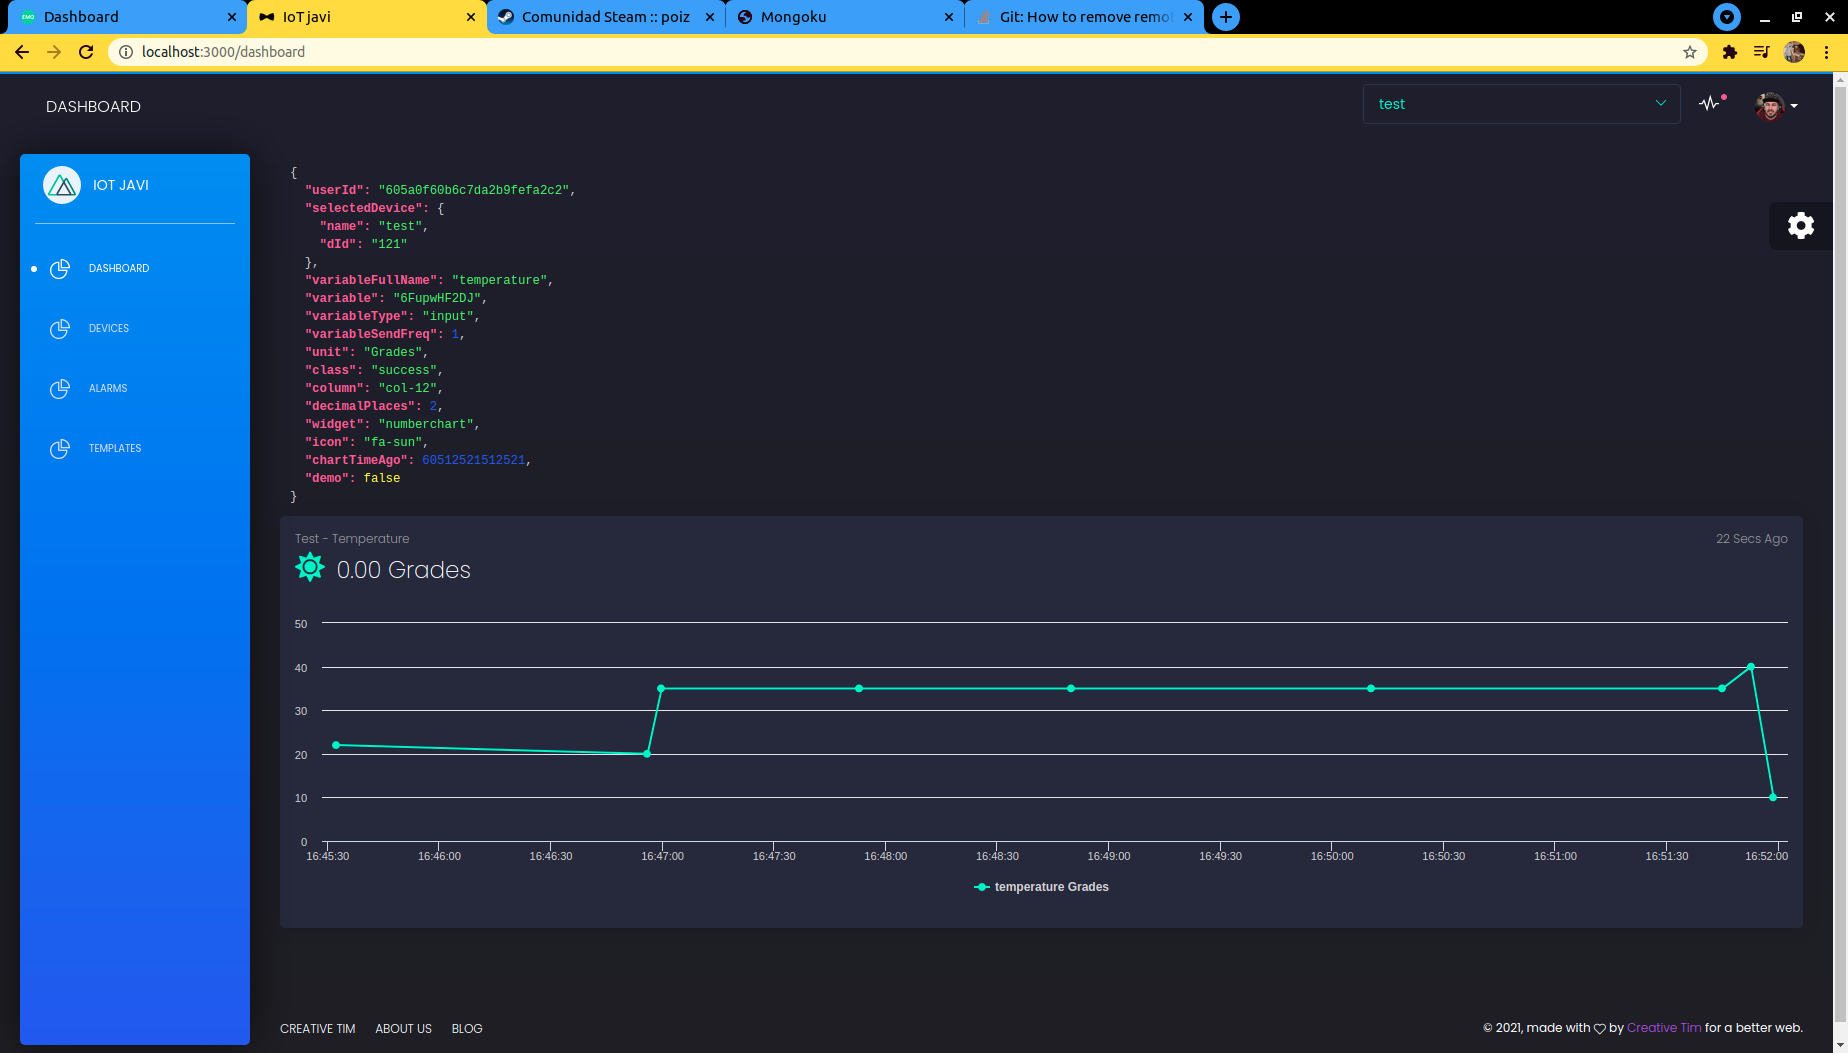 Dashboard
IoT javi
Comunidad Steam :: poiz
Mongoku
Git: How to remove remo
localhost:3000/dashboard
DASHBOARD
test
IOT JAVI
DASHBOARD
DEVICES
ALARMS
TEMPLATES
{
"userId": "605a0f60b6c7da2b9fefa2c2",
"selectedDevice": {
"name": "test",
"dId": "121"
},
"variableFullName": "temperature",
"variable": "6FupwHF2DJ",
"variableType": "input",
"variableSendFreq": 1,
"unit": "Grades",
"class": "success",
"column": "col-12",
"decimalPlaces": 2,
"widget": "numberchart",
"icon": "fa-sun",
"chartTimeAgo": 60512521512521,
"demo": false
}
Test - Temperature
22 Secs Ago
0.00 Grades
50
40
30
20
10
0
16:45:30 16:46:00 16:46:30 16:47:00 16:47:30 16:48:00 16:48:30 16:49:00 16:49:30 16:50:00 16:50:30 16:51:00 16:51:30 16:52:00
temperature Grades
CREATIVE TIM ABOUT US BLOG
© 2021, made with ♡ by Creative Tim for a better web.